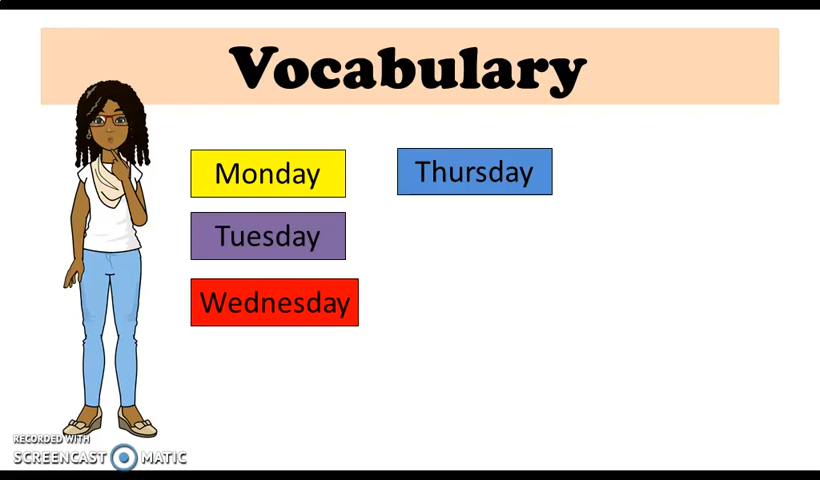 Vocabulary
Monday
Tuesday
Wednesday
Thursday
RECORDED WITH
SCREENCAST MATIC